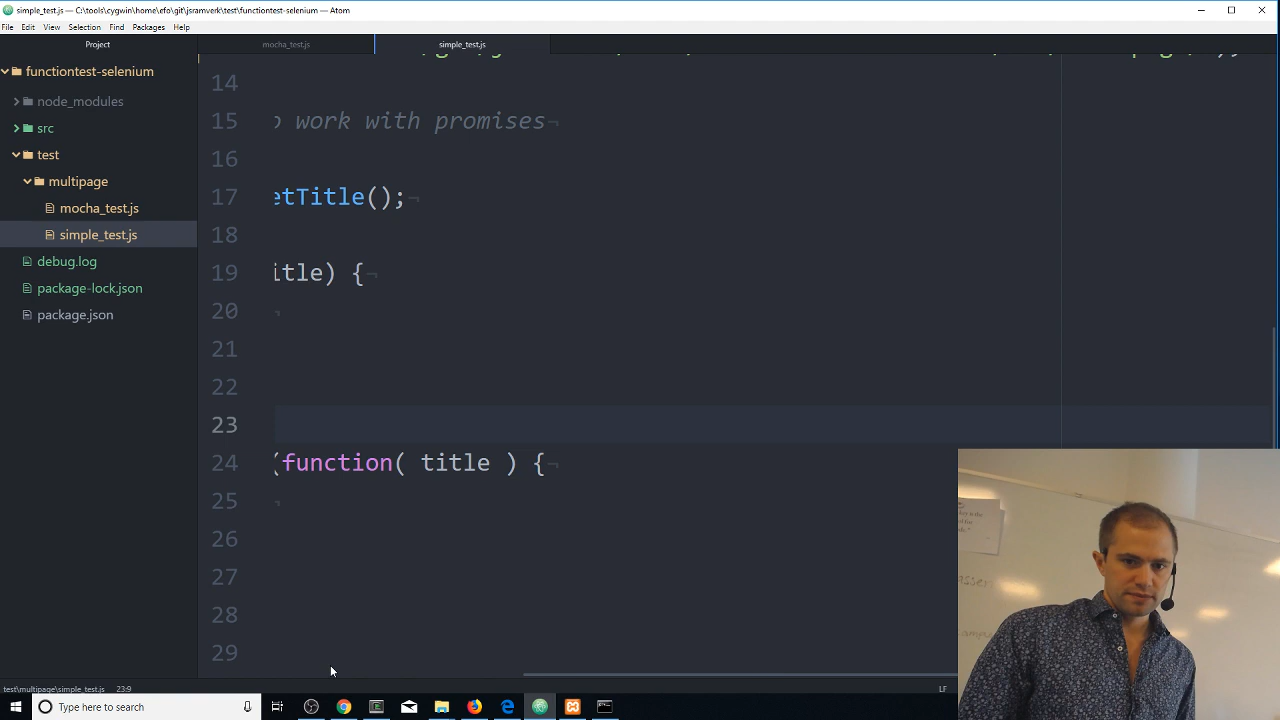 simple_test.js — C:\tools\cygwin\home\efo\git\jsramverk\test\functiontest-selenium — Atom
File Edit View Selection Find Packages Help
Project
mocha_test.js
simple_test.js
functiontest-selenium
node_modules
src
test
multipage
mocha_test.js
simple_test.js
debug.log
package-lock.json
package.json
14
15 work with promises¬
16
17 etTitle();¬
18
19 itle) {¬
20 ¬
21
22
23
24 (function( title ) {¬
25 ¬
26
27
28
29
test\multipage\simple_test.js 23:9
LF
Type here to search